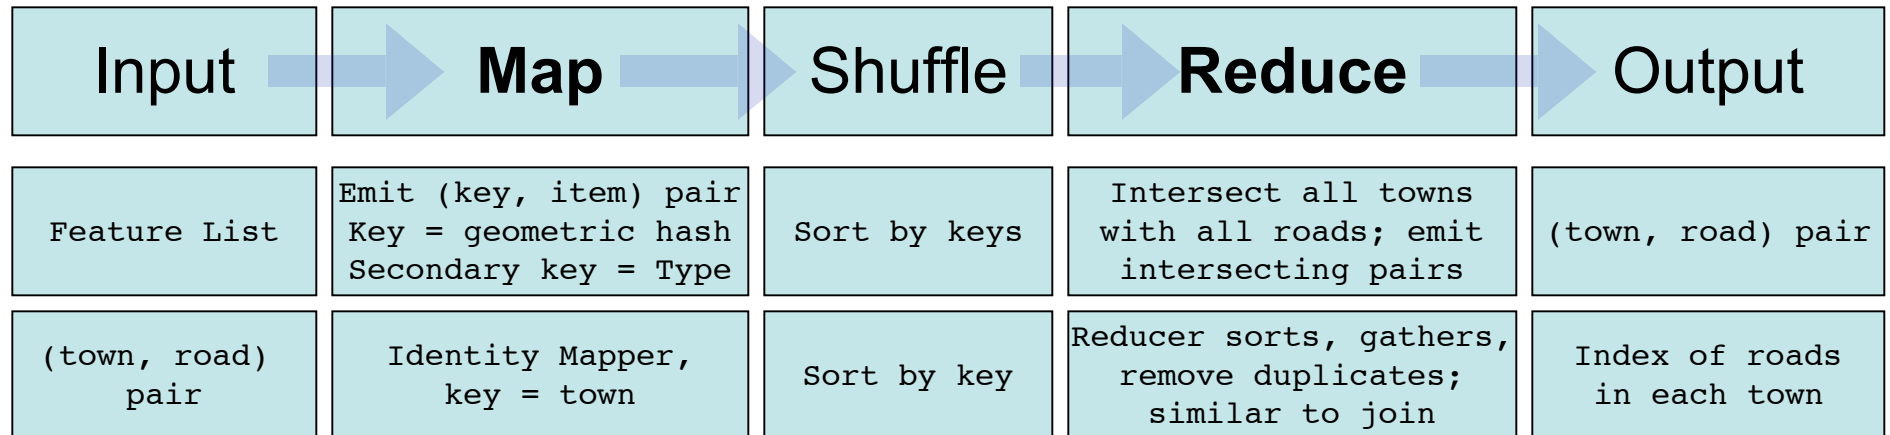 Input
Map
Shuffle
Reduce
Output
Feature List
Emit (key, item) pair
Key = geometric hash
Secondary key = Type
Sort by keys
Intersect all towns
with all roads; emit
intersecting pairs
(town, road) pair
(town, road)
pair
Identity Mapper,
key = town
Sort by key
Reducer sorts, gathers,
remove duplicates;
similar to join
Index of roads
in each town